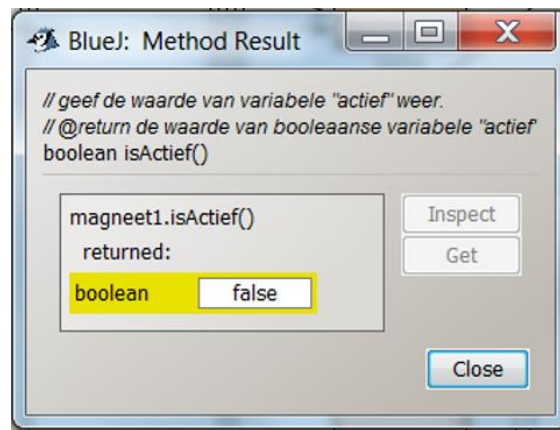 BlueJ: Method Result
// geef de waarde van variabele "actief" weer.
// @return de waarde van booleaanse variabele "actief"
boolean isActief()
magneet1.isActief()
returned:
boolean false
Inspect
Get
Close